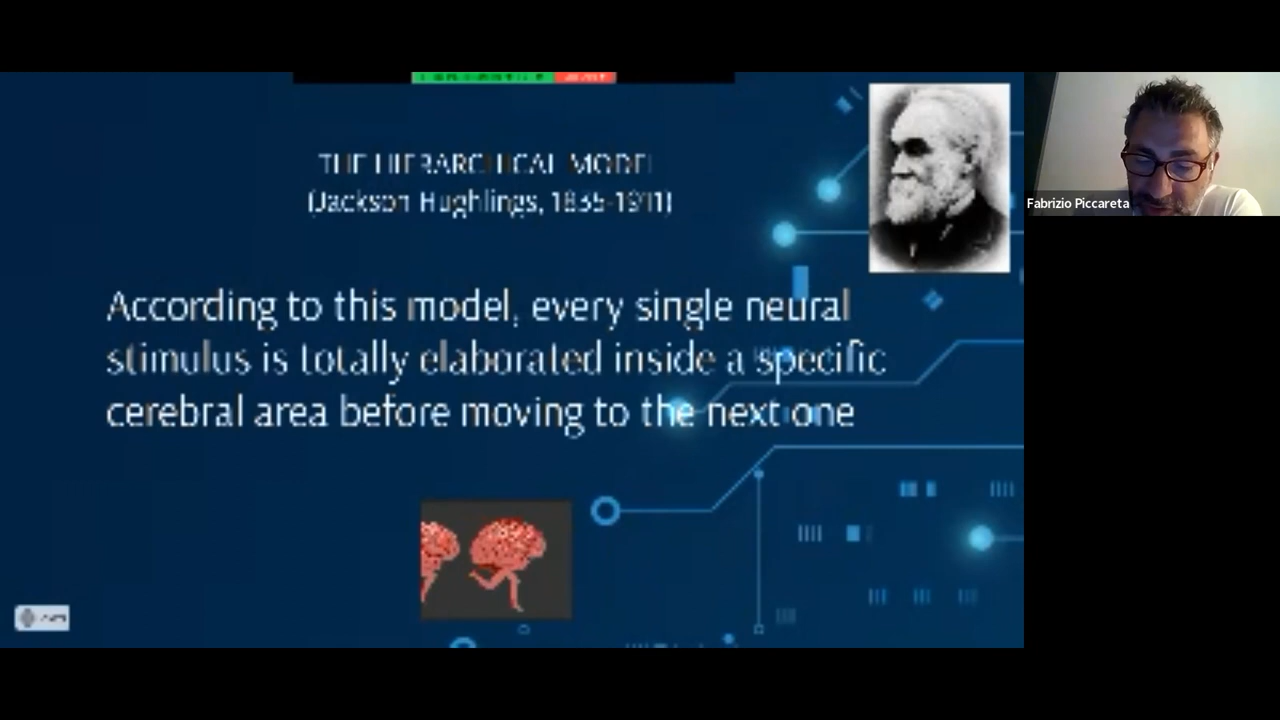 THE HIERARCHICAL MODEL
(Jackson Hughlings, 1835-1911)
According to this model, every single neural
stimulus is totally elaborated inside a specific
cerebral area before moving to the next one
Fabrizio Piccareta